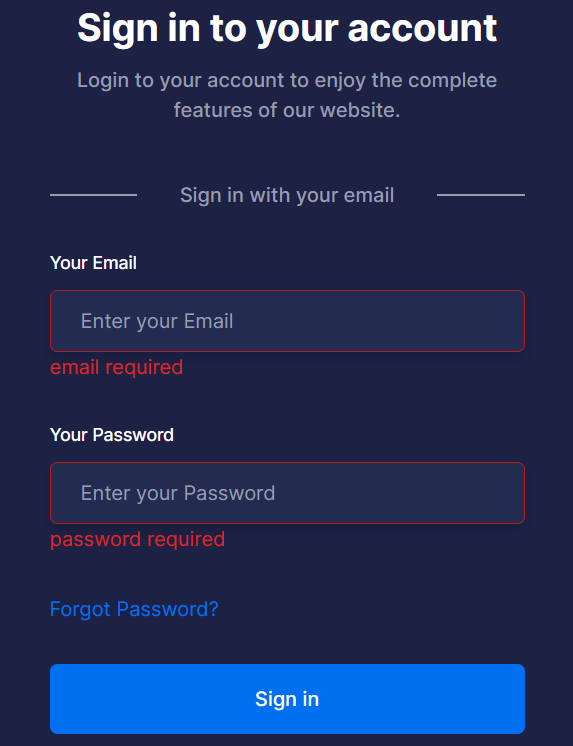 Sign in to your account
Login to your account to enjoy the complete
features of our website.
Sign in with your email
Your Email
Enter your Email
email required
Your Password
Enter your Password
password required
Forgot Password?
Sign in